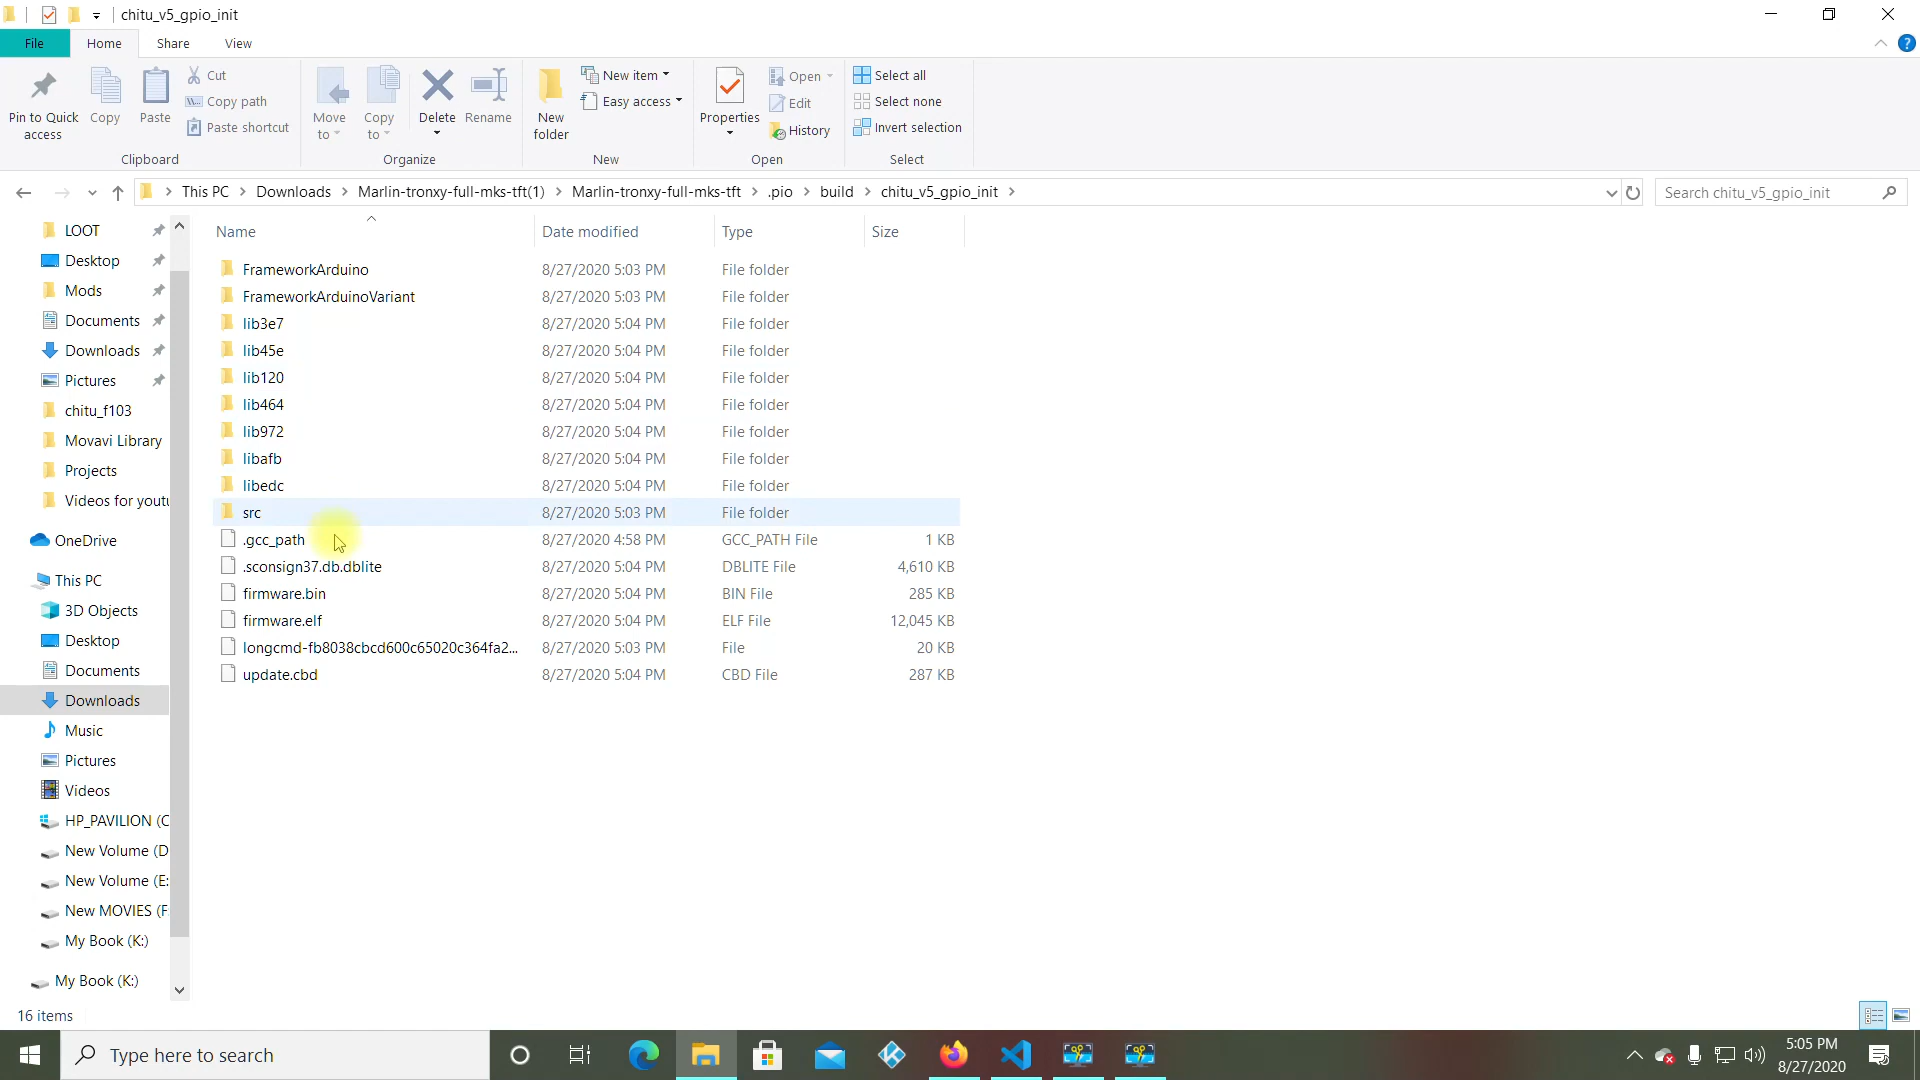 chitu_v5_gpio_init
File Home Share View
Pin to Quick access
Copy
Paste
Cut
Copy path
Paste shortcut
Clipboard
Move to
Copy to
Delete
Rename
Organize
New folder
New item
Easy access
New
Properties
Open
Edit
History
Open
Select all
Select none
Invert selection
Select
This PC > Downloads > Marlin-tronxy-full-mks-tft(1) > Marlin-tronxy-full-mks-tft > .pio > build > chitu_v5_gpio_init >
Search chitu_v5_gpio_init
LOOT
Desktop
Mods
Documents
Downloads
Pictures
chitu_f103
Movavi Library
Projects
Videos for youtu
OneDrive
This PC
3D Objects
Desktop
Documents
Downloads
Music
Pictures
Videos
HP_PAVILION (C
New Volume (D
New Volume (E:
New MOVIES (F:
My Book (K:)
My Book (K:)
Name Date modified Type Size
FrameworkArduino 8/27/2020 5:03 PM File folder
FrameworkArduinoVariant 8/27/2020 5:03 PM File folder
lib3e7 8/27/2020 5:04 PM File folder
lib45e 8/27/2020 5:04 PM File folder
lib120 8/27/2020 5:04 PM File folder
lib464 8/27/2020 5:04 PM File folder
lib972 8/27/2020 5:04 PM File folder
libafb 8/27/2020 5:04 PM File folder
libedc 8/27/2020 5:04 PM File folder
src 8/27/2020 5:03 PM File folder
.gcc_path 8/27/2020 4:58 PM GCC_PATH File 1 KB
.sconsign37.db.dblite 8/27/2020 5:04 PM DBLITE File 4,610 KB
firmware.bin 8/27/2020 5:04 PM BIN File 285 KB
firmware.elf 8/27/2020 5:04 PM ELF File 12,045 KB
longcmd-fb8038cbcd600c65020c364fa2... 8/27/2020 5:03 PM File 20 KB
update.cbd 8/27/2020 5:04 PM CBD File 287 KB
16 items
Type here to search
5:05 PM
8/27/2020